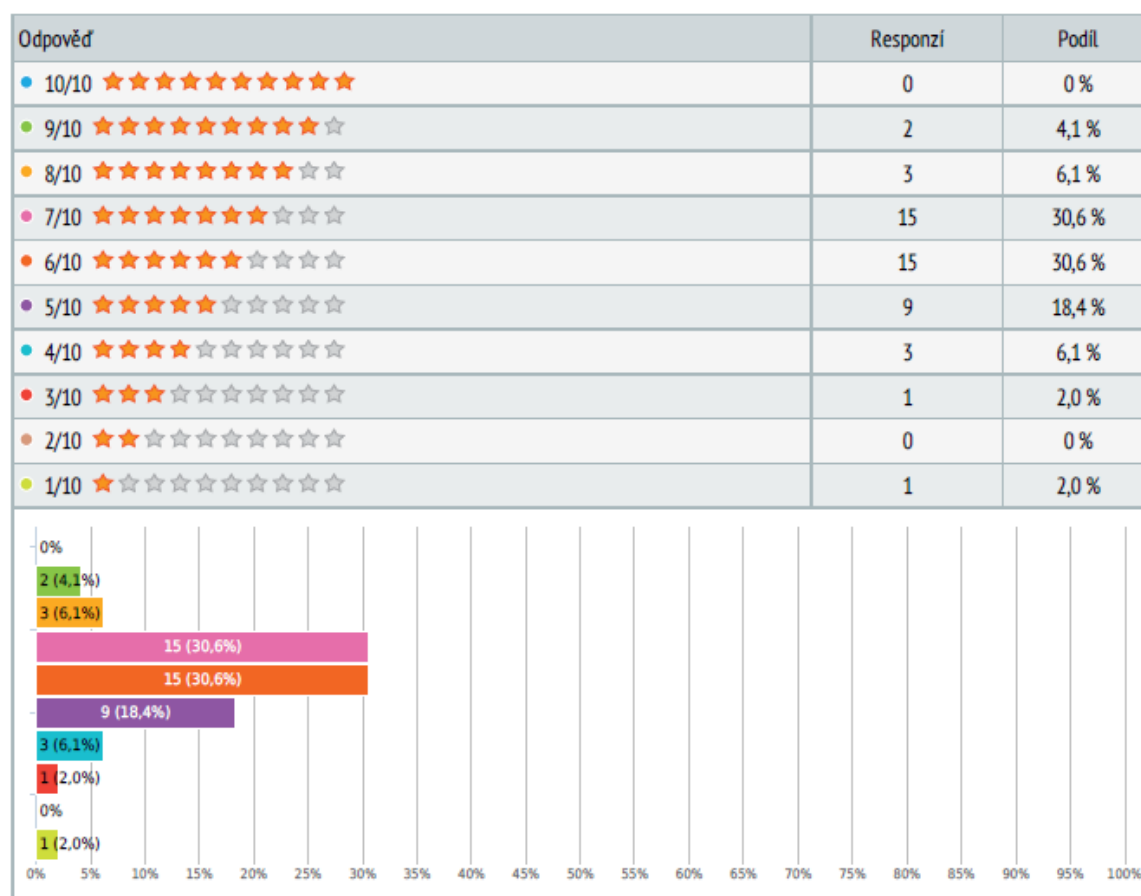 Odpověď Responzí Podíl
10/10 0 0 %
9/10 2 4,1 %
8/10 3 6,1 %
7/10 15 30,6 %
6/10 15 30,6 %
5/10 9 18,4 %
4/10 3 6,1 %
3/10 1 2,0 %
2/10 0 0 %
1/10 1 2,0 %
0%
2 (4,1%)
3 (6,1%)
15 (30,6%)
15 (30,6%)
9 (18,4%)
3 (6,1%)
1 (2,0%)
0%
1 (2,0%)
0% 5% 10% 15% 20% 25% 30% 35% 40% 45% 50% 55% 60% 65% 70% 75% 80% 85% 90% 95% 100%